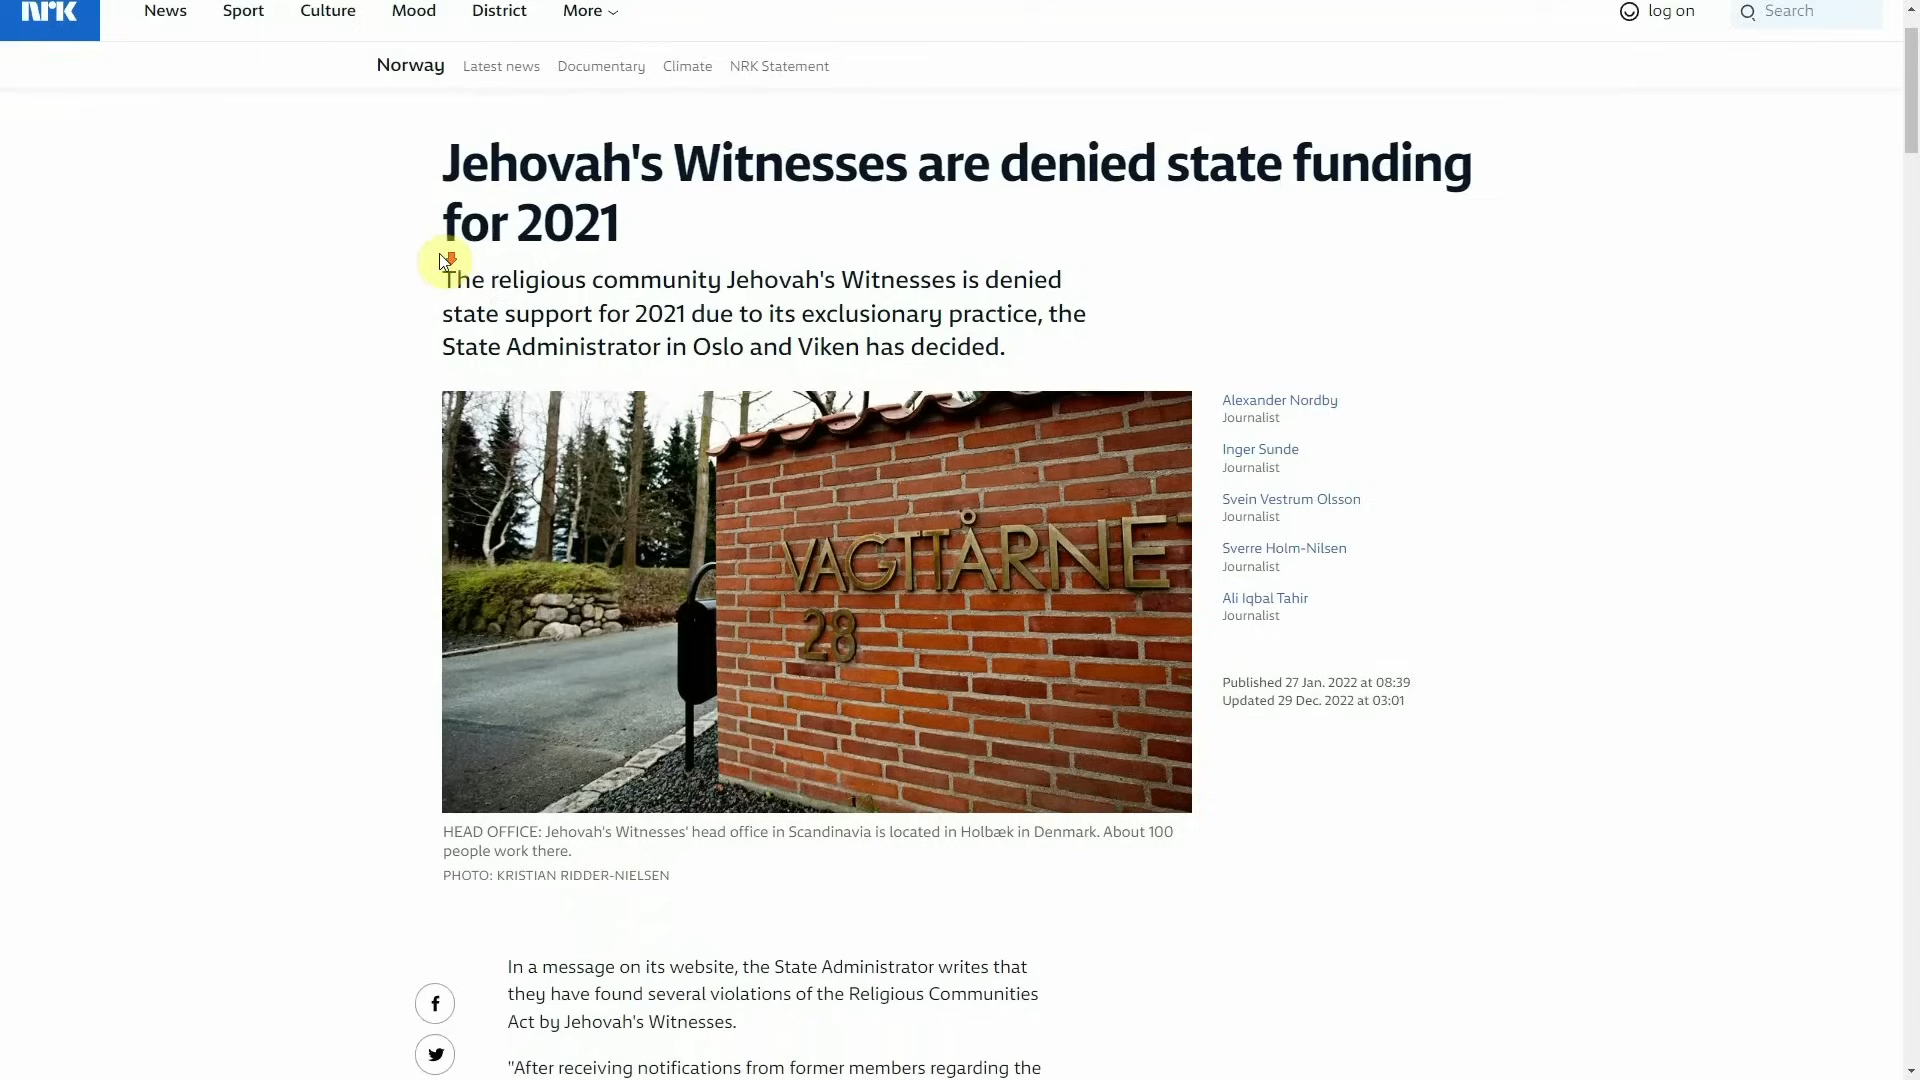 NRK
News Sport Culture Mood District More log on Search
Norway Latest news Documentary Climate NRK Statement
Jehovah's Witnesses are denied state funding
for 2021
The religious community Jehovah's Witnesses is denied
state support for 2021 due to its exclusionary practice, the
State Administrator in Oslo and Viken has decided.
VAGTTÅRNE
28
Alexander Nordby
Journalist
Inger Sunde
Journalist
Svein Vestrum Olsson
Journalist
Sverre Holm-Nilsen
Journalist
Ali Iqbal Tahir
Journalist
Published 27 Jan. 2022 at 08:39
Updated 29 Dec. 2022 at 03:01
HEAD OFFICE: Jehovah's Witnesses' head office in Scandinavia is located in Holbæk in Denmark. About 100
people work there.
PHOTO: KRISTIAN RIDDER-NIELSEN
In a message on its website, the State Administrator writes that
they have found several violations of the Religious Communities
Act by Jehovah's Witnesses.
"After receiving notifications from former members regarding the